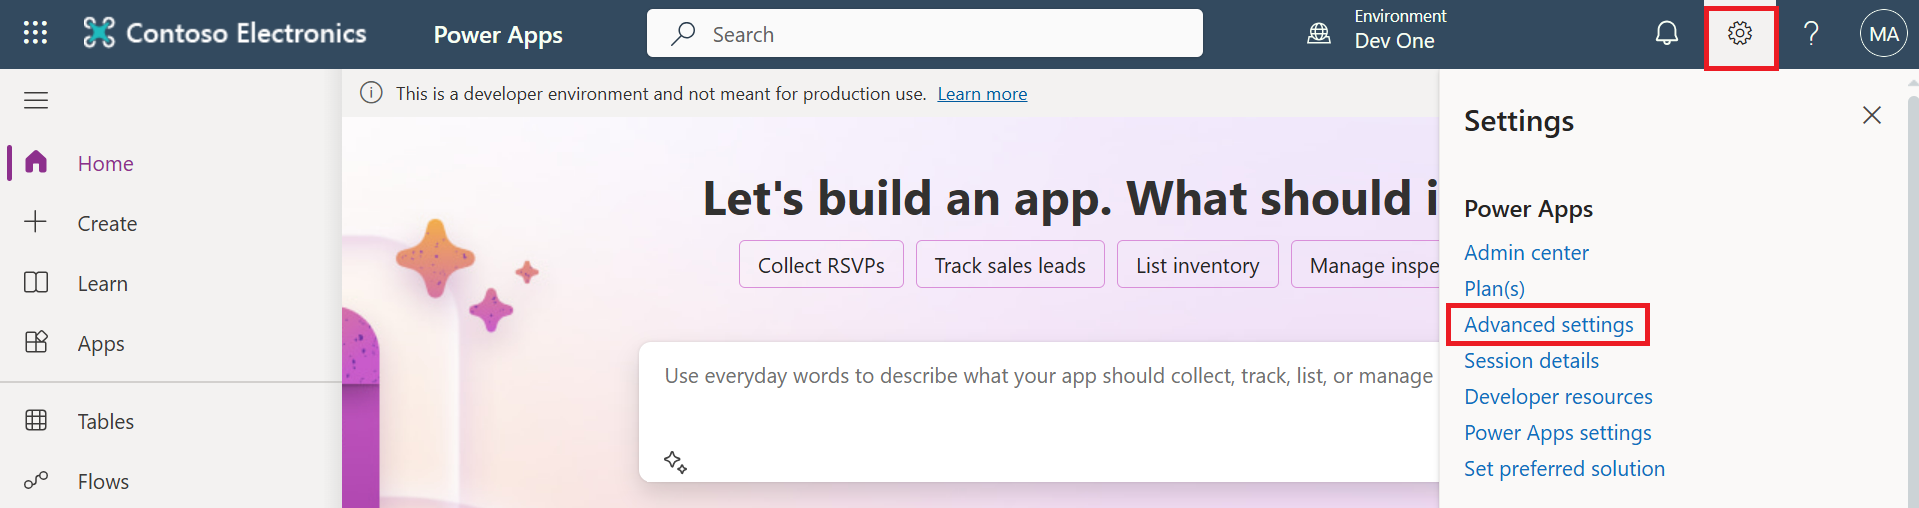 Contoso Electronics
Power Apps
Search
Environment
Dev One
?
MA
This is a developer environment and not meant for production use. Learn more
Home
Create
Learn
Apps
Tables
Flows
Let's build an app. What should i
Collect RSVPs
Track sales leads
List inventory
Manage inspe
Use everyday words to describe what your app should collect, track, list, or manage
Settings
Power Apps
Admin center
Plan(s)
Advanced settings
Session details
Developer resources
Power Apps settings
Set preferred solution